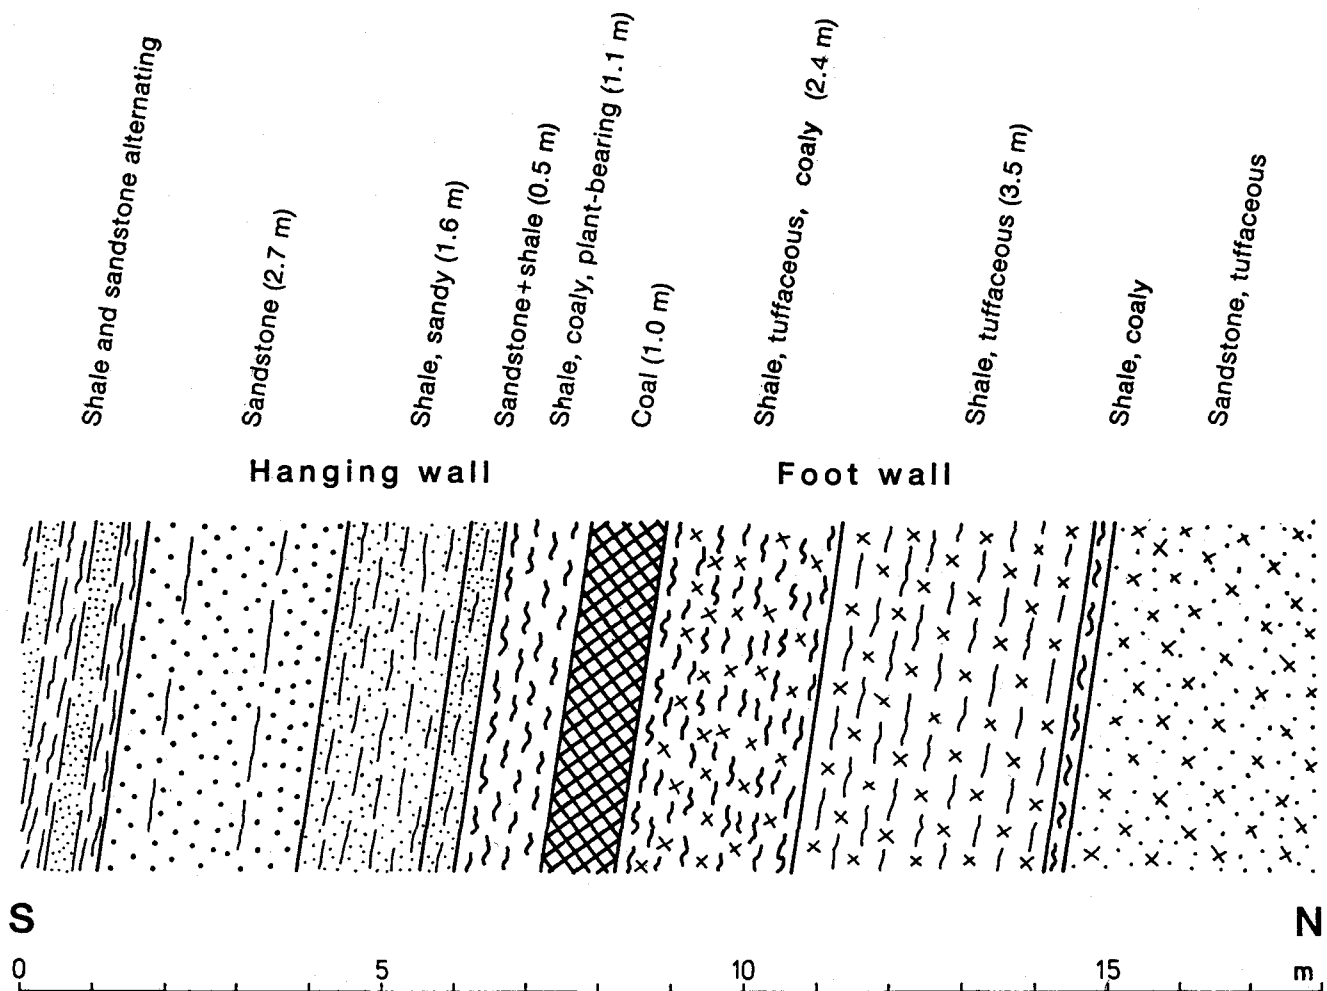 Shale and sandstone alternating
Sandstone (2.7 m)
Shale, sandy (1.6 m)
Sandstone+shale (0.5 m)
Shale, coaly, plant-bearing (1.1 m)
Coal (1.0 m)
Shale, tuffaceous, coaly (2.4 m)
Shale, tuffaceous (3.5 m)
Shale, coaly
Sandstone, tuffaceous
Hanging wall
Foot wall
S
N
0
5
10
15
m